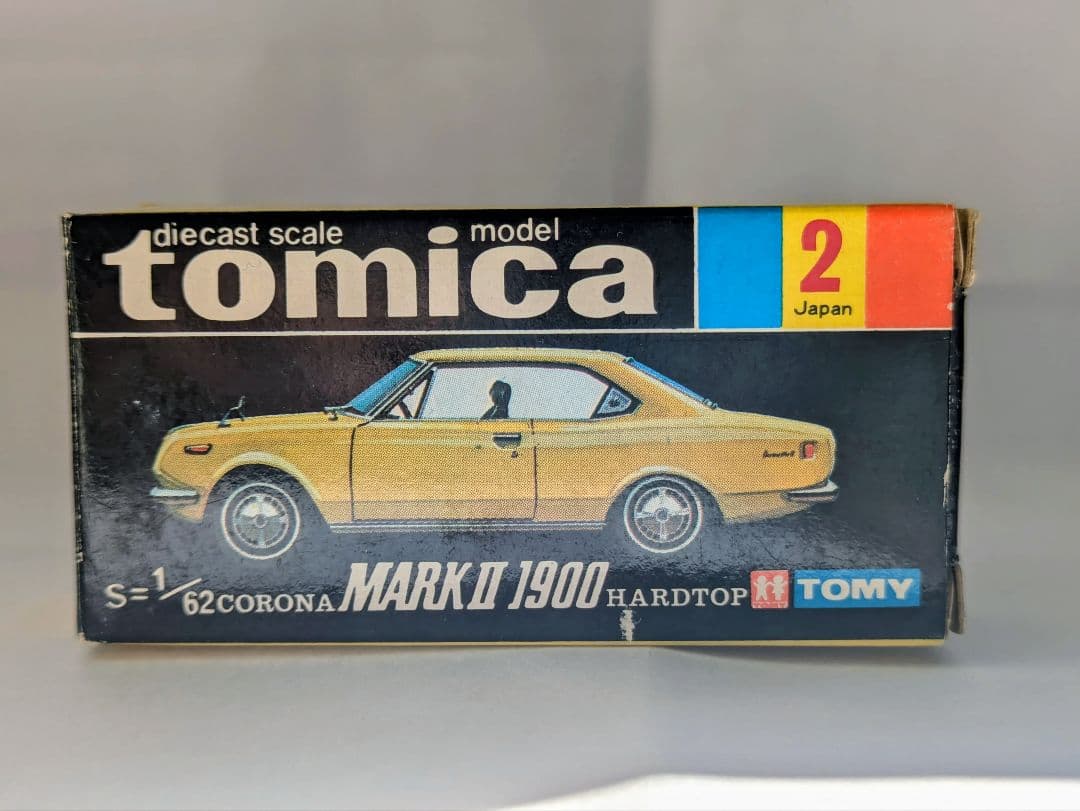 diecast scale model
tomica
2
Japan
S=1/62 CORONA MARK II 1900 HARDTOP TOMY